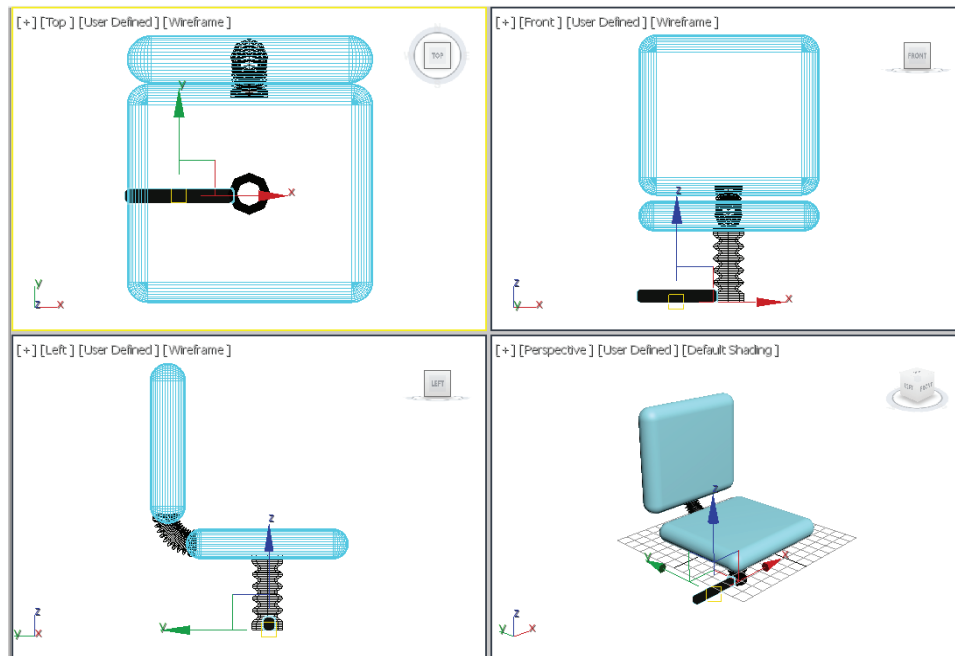 [+] [Top] [User Defined] [Wireframe]
TOP
y
x
y
z x
[+] [Front] [User Defined] [Wireframe]
FRONT
z
x
z
x
[+] [Left] [User Defined] [Wireframe]
LEFT
z
y
z
y x
[+] [Perspective] [User Defined] [Default Shading]
FRONT
z
y
x
z
y x